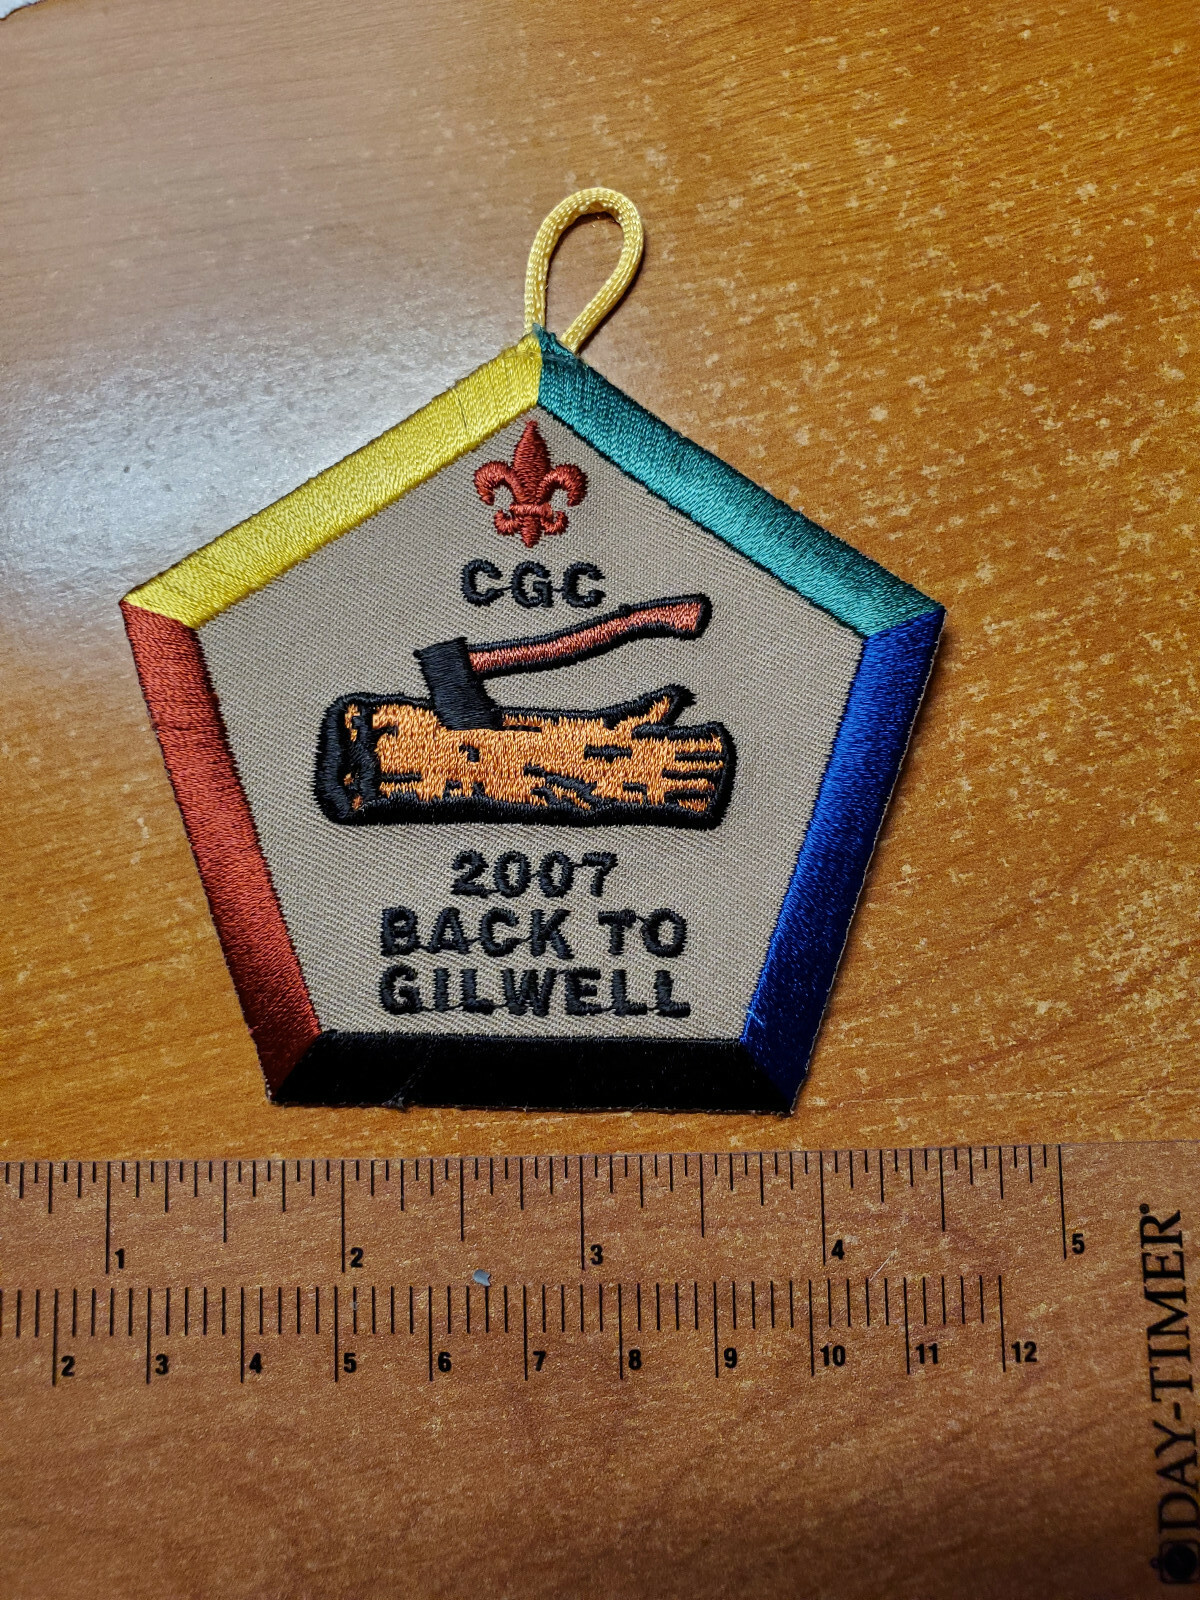 CGC
2007
BACK TO
GILWELL
1 2 3 4 5
2 3 4 5 6 7 8 9 10 11 12
DAY-TIMER